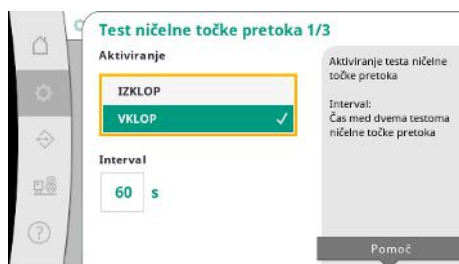 Test ničelne točke pretoka 1/3
Aktiviranje
IZKLOP
VKLOP
Interval
60 s
Aktiviranje testa ničelne
točke pretoka
Interval:
Čas med dvema testoma
ničelne točke pretoka
Pomoč